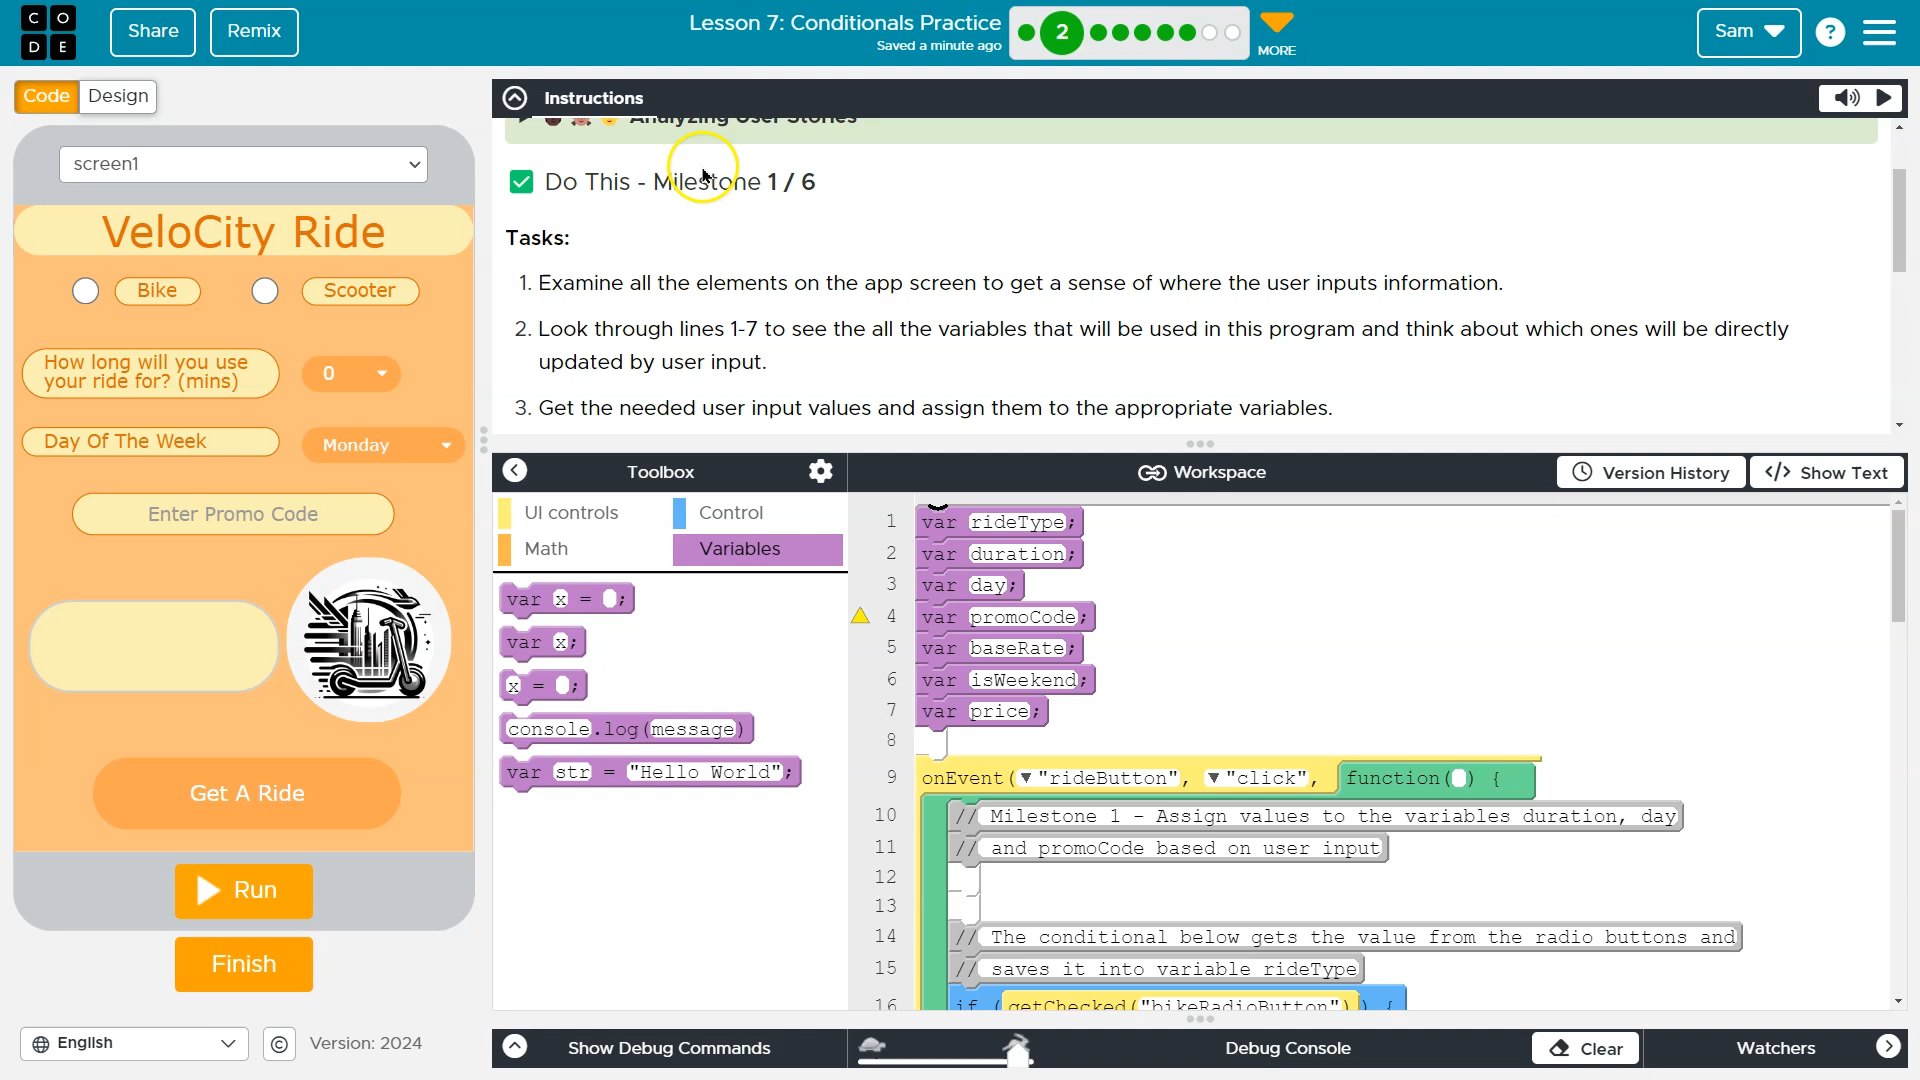 CODE
Share
Remix
Lesson 7: Conditionals Practice
Saved a minute ago
2
MORE
Sam
?
Code
Design
Instructions
Analyzing User Stories
Do This - Milestone 1 / 6
Tasks:
1. Examine all the elements on the app screen to get a sense of where the user inputs information.
2. Look through lines 1-7 to see the all the variables that will be used in this program and think about which ones will be directly
updated by user input.
3. Get the needed user input values and assign them to the appropriate variables.
screen1
VeloCity Ride
Bike
Scooter
How long will you use
your ride for? (mins)
0
Day Of The Week
Monday
Enter Promo Code
Get A Ride
Run
Finish
English
©
Version: 2024
Toolbox
Workspace
Version History
</> Show Text
UI controls
Control
Math
Variables
var x = ;
var x;
x = ;
console.log(message)
var str = "Hello World";
1 var rideType;
2 var duration;
3 var day;
4 var promoCode;
5 var baseRate;
6 var isWeekend;
7 var price;
8
9 onEvent(▼"rideButton", ▼"click", function() {
10 // Milestone 1 - Assign values to the variables duration, day
11 // and promoCode based on user input
12
13
14 // The conditional below gets the value from the radio buttons and
15 // saves it into variable rideType
16 if (getChecked("bikeRadioButton")) {
Show Debug Commands
Debug Console
Clear
Watchers